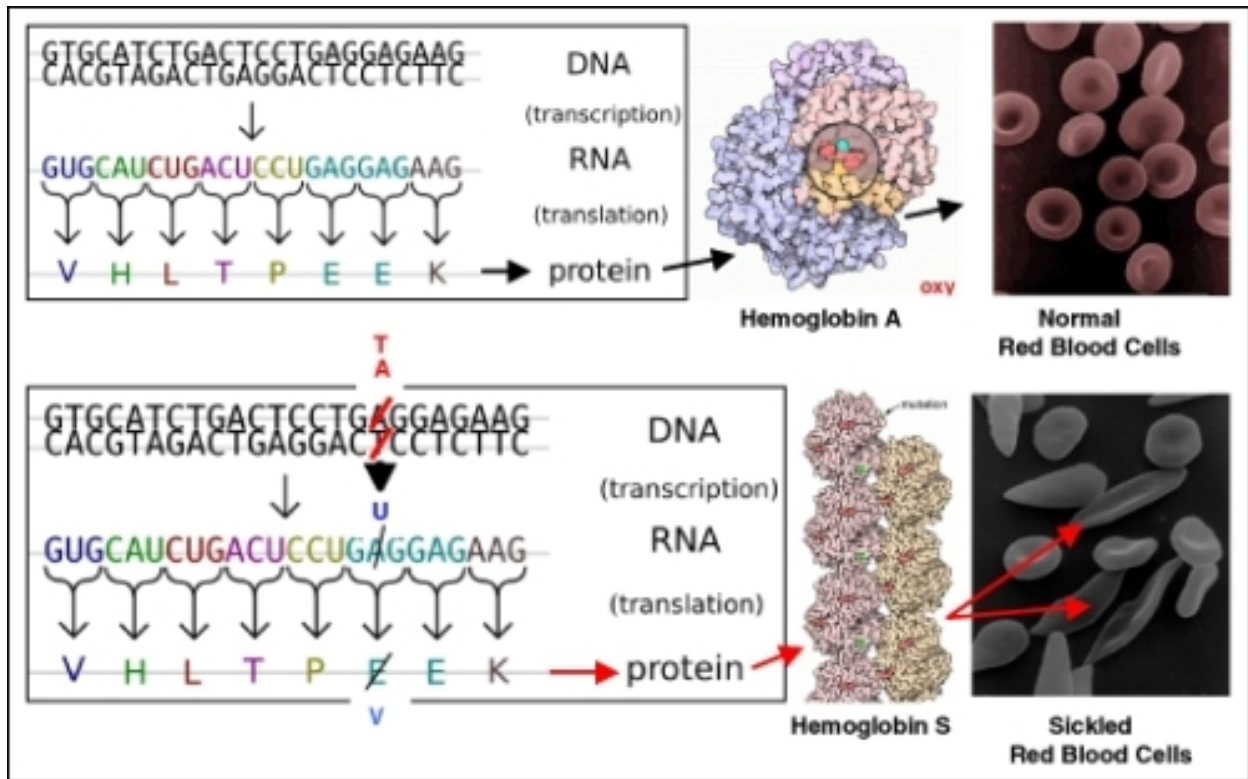 GTGCATCTGACTCCTGAGGAGAAG
CACGTAGACTGAGGACTCCTCTTC
DNA
(transcription)
GUGCAUCUGACUCCUGAGGAGAAG
RNA
(translation)
V H L T P E E K
protein
oxy
Hemoglobin A
Normal
Red Blood Cells
T
A
GTGCATCTGACTCCTGAGGAGAAG
CACGTAGACTGAGGACTCCTCTTC
DNA
(transcription)
U
GUGCAUCUGACUCCUGAGGAGAAG
RNA
(translation)
V H L T P E E K
protein
V
mutation
Hemoglobin S
Sickled
Red Blood Cells